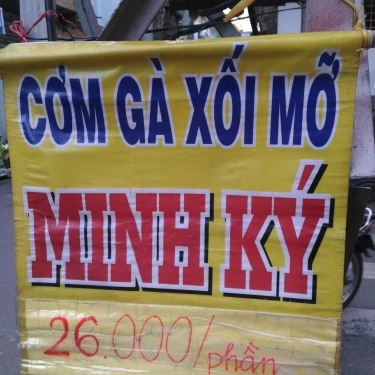 CƠM GÀ XỐI MỠ
MINH KÝ
26.000/phần